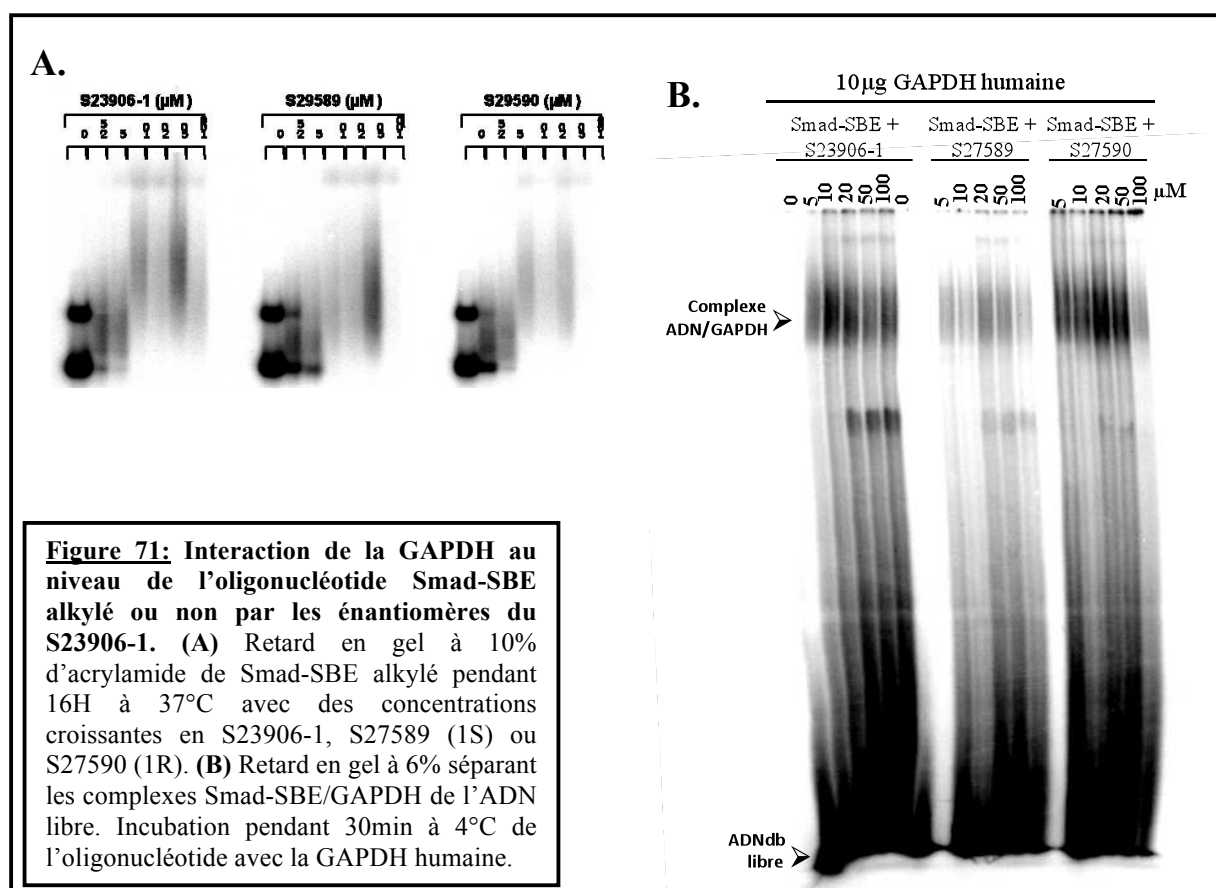 A.
S23906-1 (µM)
S29589 (µM)
S29590 (µM)
B.
10µg GAPDH humaine
Smad-SBE + S23906-1
Smad-SBE + S27589
Smad-SBE + S27590
0 5 10 20 50 100 0
5 10 20 50 100
5 10 20 50 100
µM
Complexe
ADN/GAPDH
ADNdb
libre
Figure 71: Interaction de la GAPDH au
niveau de l’oligonucléotide Smad-SBE
alkylé ou non par les énantiomères du
S23906-1. (A) Retard en gel à 10%
d’acrylamide de Smad-SBE alkylé pendant
16H à 37°C avec des concentrations
croissantes en S23906-1, S27589 (1S) ou
S27590 (1R). (B) Retard en gel à 6% séparant
les complexes Smad-SBE/GAPDH de l’ADN
libre. Incubation pendant 30min à 4°C de
l’oligonucléotide avec la GAPDH humaine.